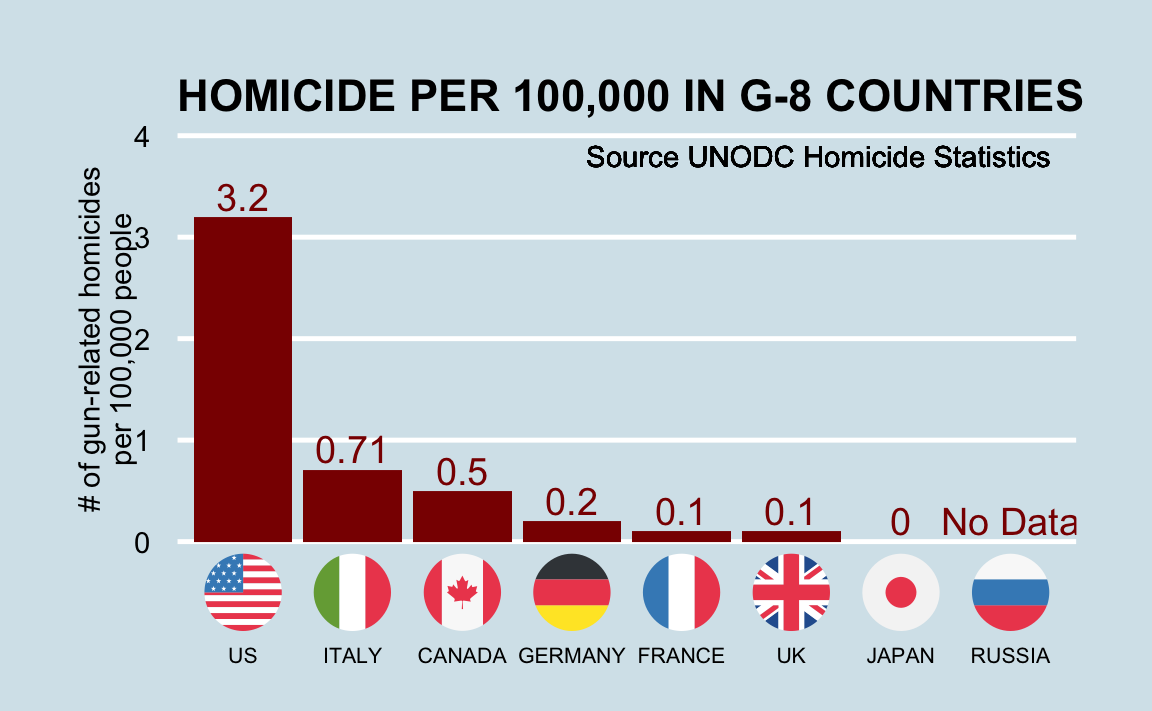 HOMICIDE PER 100,000 IN G-8 COUNTRIES
Source UNODC Homicide Statistics
# of gun-related homicides
per 100,000 people
4
3
2
1
0
3.2
0.71
0.5
0.2
0.1
0.1
0
No Data
US
ITALY
CANADA
GERMANY
FRANCE
UK
JAPAN
RUSSIA